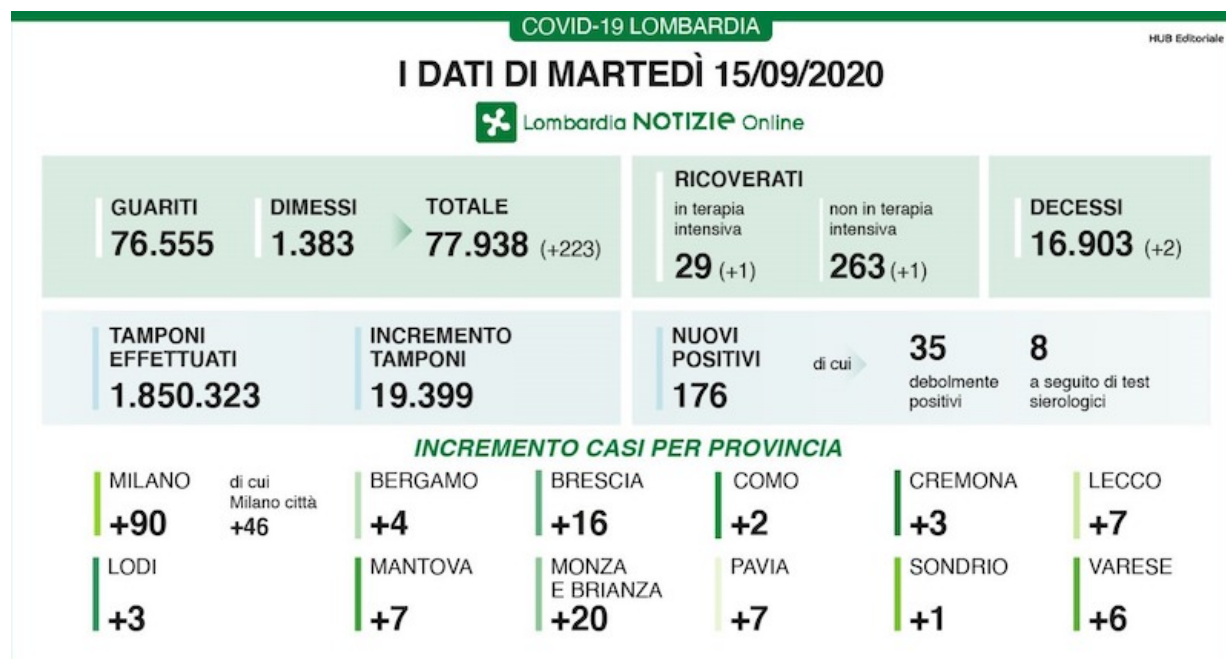 COVID-19 LOMBARDIA
HUB Editoriale
I DATI DI MARTEDÌ 15/09/2020
Lombardia NOTIZIE Online
GUARITI
76.555
DIMESSI
1.383
TOTALE
77.938 (+223)
RICOVERATI
in terapia
intensiva
29 (+1)
non in terapia
intensiva
263 (+1)
DECESSI
16.903 (+2)
TAMPONI
EFFETTUATI
1.850.323
INCREMENTO
TAMPONI
19.399
NUOVI
POSITIVI
176
di cui
35
debolmente
positivi
8
a seguito di test
sierologici
INCREMENTO CASI PER PROVINCIA
MILANO
+90
di cui
Milano città
+46
BERGAMO
+4
BRESCIA
+16
COMO
+2
CREMONA
+3
LECCO
+7
LODI
+3
MANTOVA
+7
MONZA
E BRIANZA
+20
PAVIA
+7
SONDRIO
+1
VARESE
+6